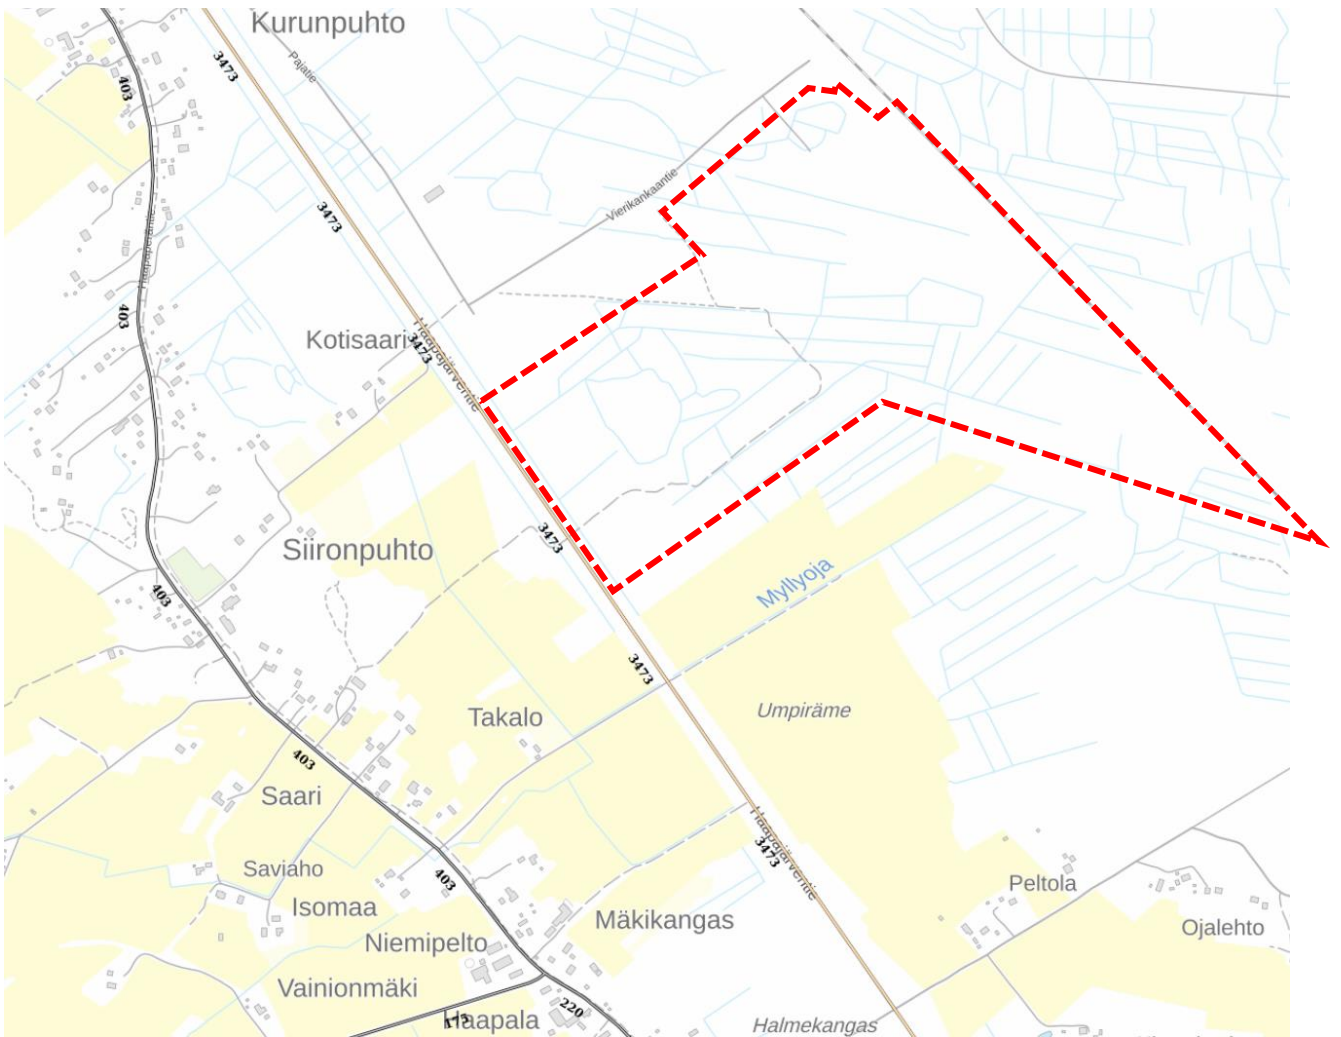 Kurunpuhto
3473
Pajatie
403
3473
Vierikankaantie
Haapaperäntie
403
Kotisaari
Haapajärventie
3473
Siironpuhto
3473
Myllyoja
403
3473
Umpiräme
Takalo
403
Saari
Haapajärventie
3473
Saviaho
403
Peltola
Isomaa
Mäkikangas
Ojalehto
Niemipelto
Vainionmäki
220
Haapala
Halmekangas